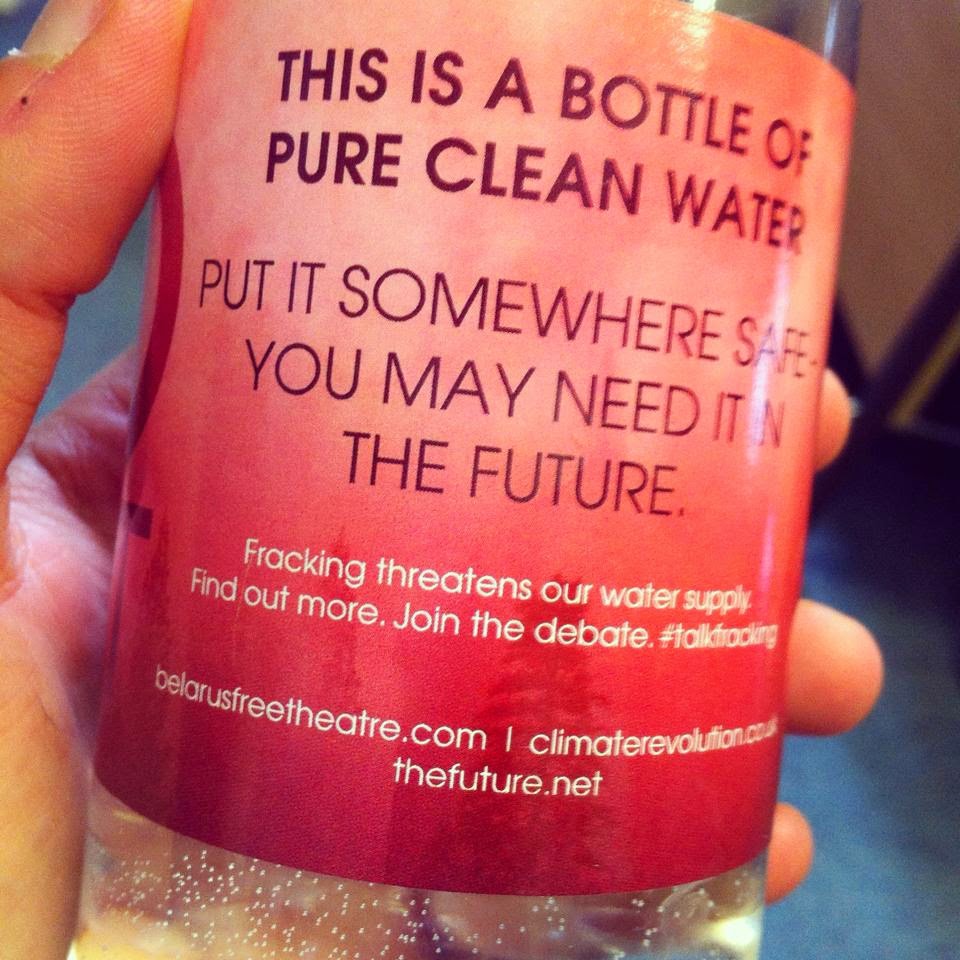 THIS IS A BOTTLE OF
PURE CLEAN WATER
PUT IT SOMEWHERE SAFE-
YOU MAY NEED IT IN
THE FUTURE.
Fracking threatens our water supply.
Find out more. Join the debate. #talkfracking
belarusfreetheatre.com | climaterevolution.co.uk
thefuture.net